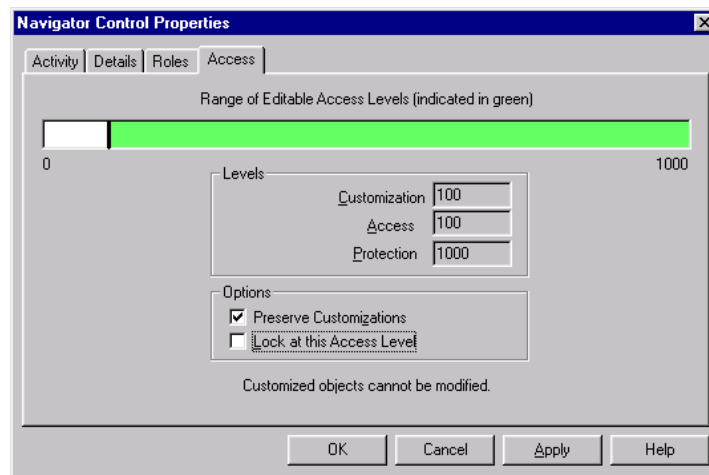 Navigator Control Properties
Activity Details Roles Access
Range of Editable Access Levels (indicated in green)
0 1000
Levels
Customization 100
Access 100
Protection 1000
Options
Preserve Customizations
Lock at this Access Level
Customized objects cannot be modified.
OK Cancel Apply Help